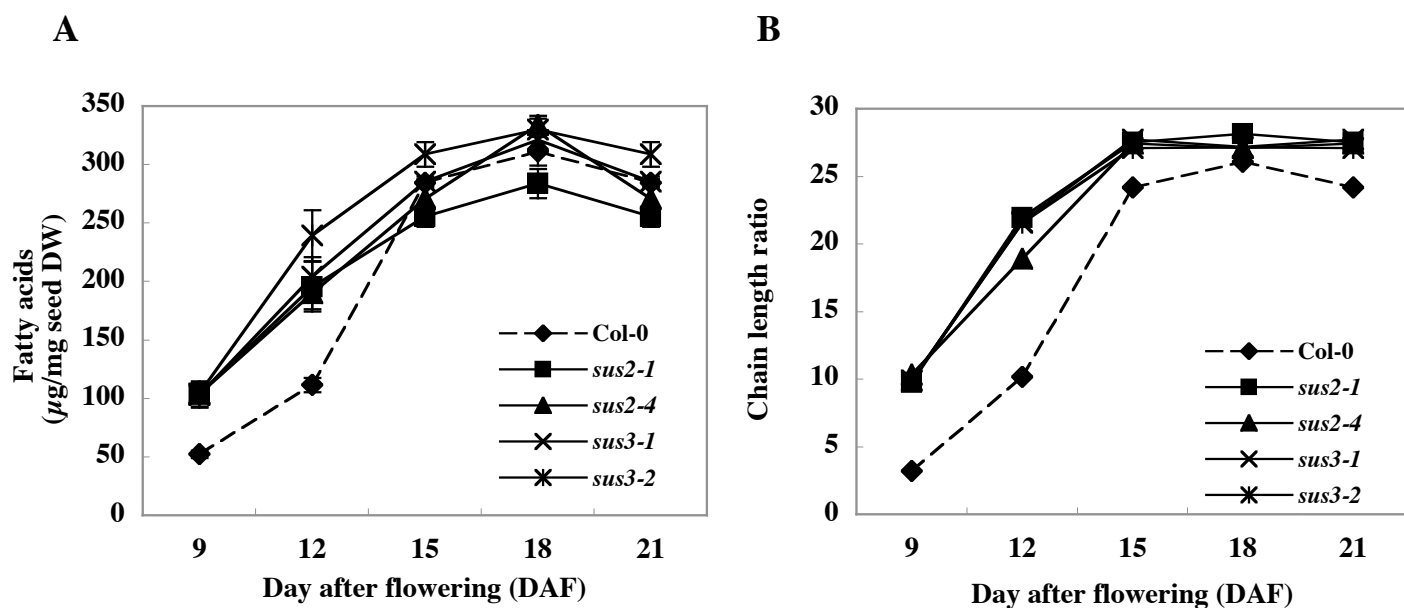 A
350
300
250
200
150
100
50
0
Fatty acids
(µg/mg seed DW)
Col-0
sus2-1
sus2-4
sus3-1
sus3-2
9 12 15 18 21
Day after flowering (DAF)
B
30
25
20
15
10
5
0
Chain length ratio
Col-0
sus2-1
sus2-4
sus3-1
sus3-2
9 12 15 18 21
Day after flowering (DAF)